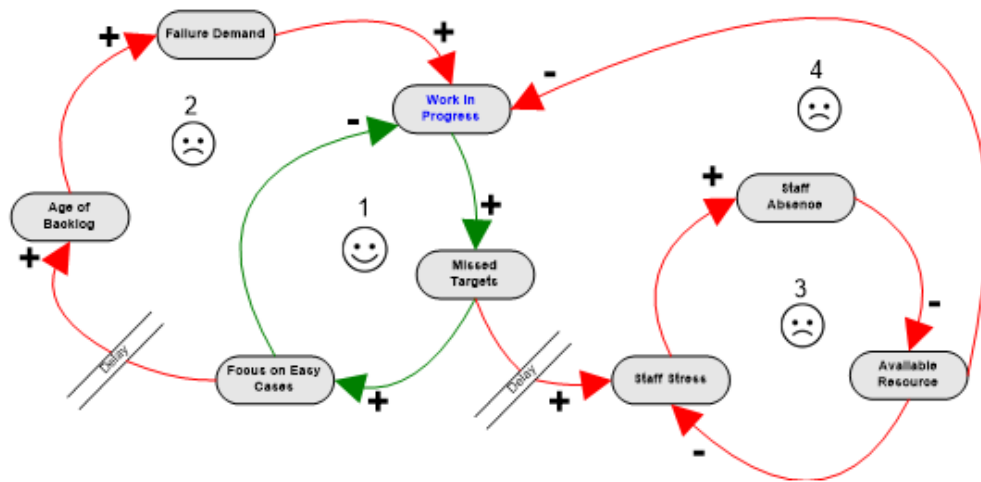 Failure Demand
+
+
-
4
Work In
Progress
2
-
+
Staff
Absence
Age of
Backlog
1
+
+
Missed
Targets
3
-
Delay
Focus on Easy
Cases
+
Delay
+
Staff Stress
Available
Resource
-